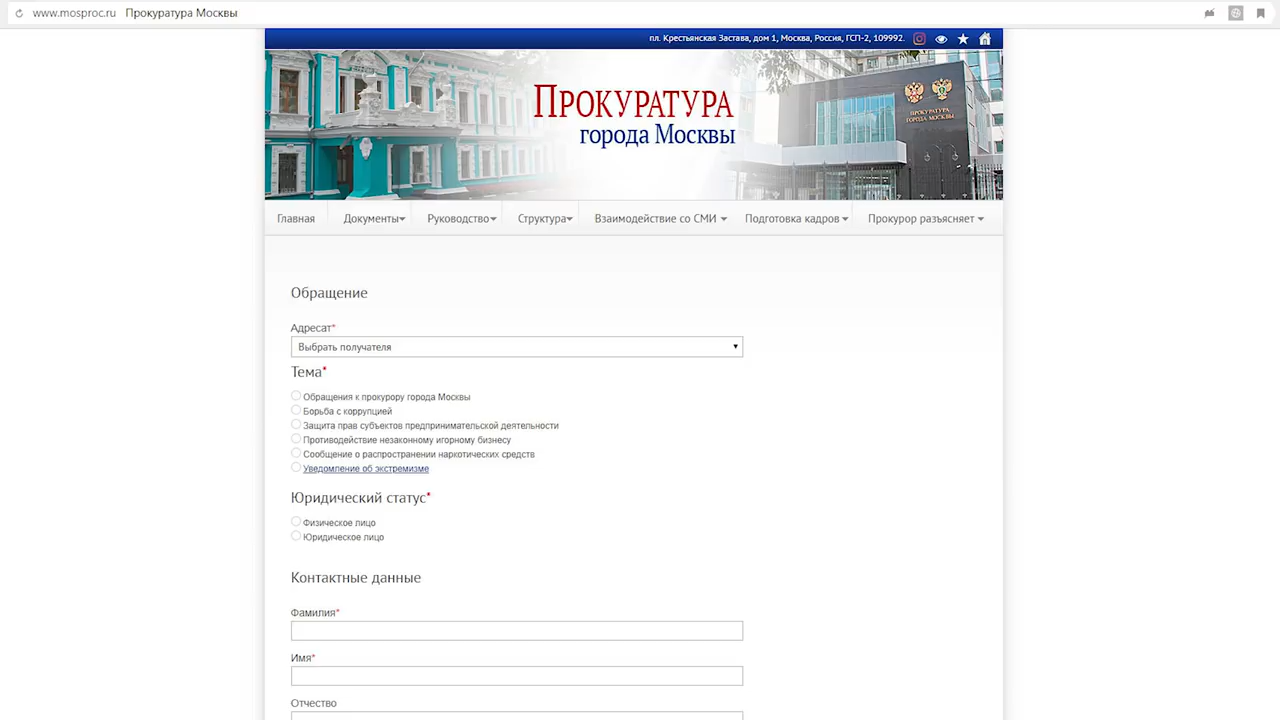 www.mosproc.ru Прокуратура Москвы
пл. Крестьянская Застава, дом 1, Москва, Россия, ГСП-2, 109992.
Прокуратура
города Москвы
ПРОКУРАТУРА
ГОРОДА МОСКВЫ
Главная Документы Руководство Структура Взаимодействие со СМИ Подготовка кадров Прокурор разъясняет
Обращение
Адресат*
Выбрать получателя
Тема*
Обращения к прокурору города Москвы
Борьба с коррупцией
Защита прав субъектов предпринимательской деятельности
Противодействие незаконному игорному бизнесу
Сообщение о распространении наркотических средств
Уведомление об экстремизме
Юридический статус*
Физическое лицо
Юридическое лицо
Контактные данные
Фамилия*
Имя*
Отчество